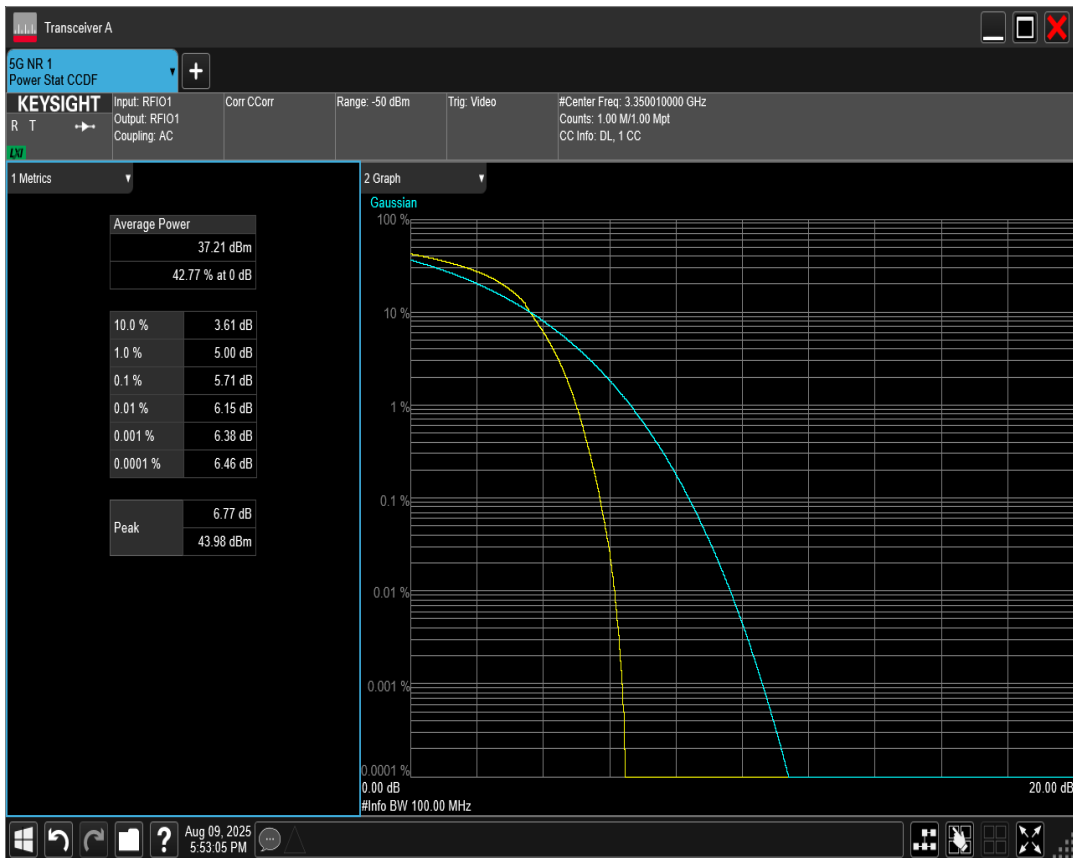 Transceiver A
5G NR 1
Power Stat CCDF
KEYSIGHT
R T
LXI
Input: RFIO1
Output: RFIO1
Coupling: AC
Corr CCorr
Range: -50 dBm
Trig: Video
#Center Freq: 3.350010000 GHz
Counts: 1.00 M/1.00 Mpt
CC Info: DL, 1 CC
1 Metrics
Average Power
37.21 dBm
42.77 % at 0 dB
10.0 % 3.61 dB
1.0 % 5.00 dB
0.1 % 5.71 dB
0.01 % 6.15 dB
0.001 % 6.38 dB
0.0001 % 6.46 dB
Peak
6.77 dB
43.98 dBm
2 Graph
Gaussian
100 %
10 %
1 %
0.1 %
0.01 %
0.001 %
0.0001 %
0.00 dB 20.00 dB
#Info BW 100.00 MHz
?
Aug 09, 2025
5:53:05 PM